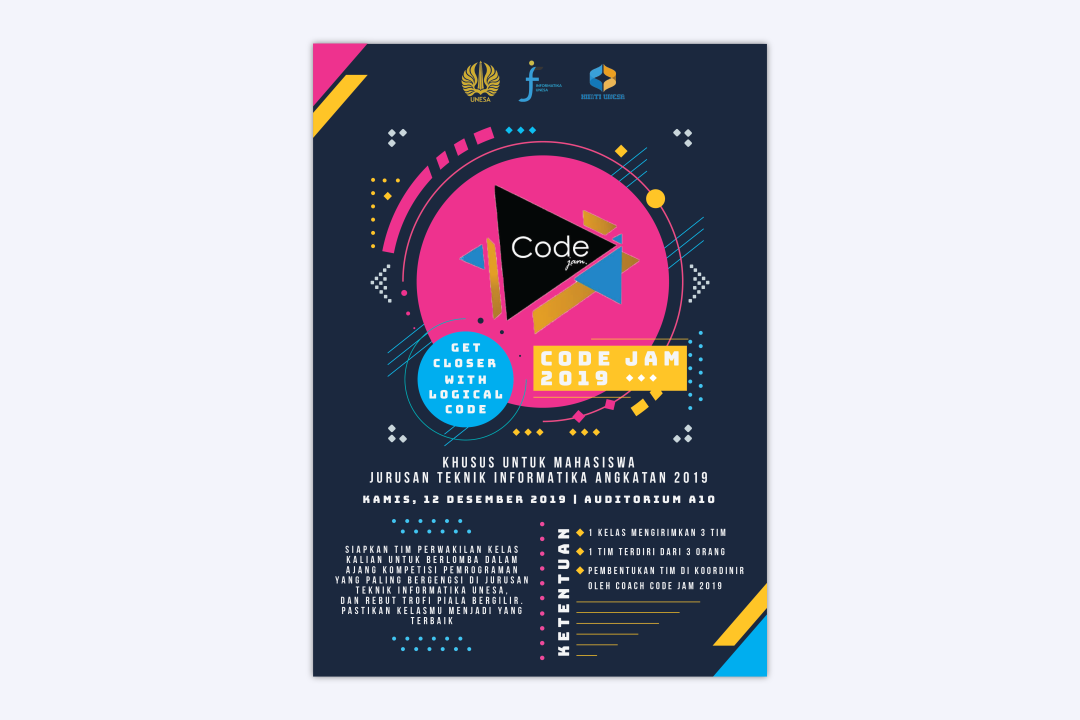 UNESA
INFORMATIKA
UNESA
Code
jam.
GET
CLOSER
WITH
LOGICAL
CODE
CODE JAM
2019
KHUSUS UNTUK MAHASISWA
JURUSAN TEKNIK INFORMATIKA ANGKATAN 2019
KAMIS, 12 DESEMBER 2019 | AUDITORIUM A10
SIAPKAN TIM PERWAKILAN KELAS
KALIAN UNTUK BERLOMBA DALAM
AJANG KOMPETISI PEMROGRAMAN
YANG PALING BERGENGSI DI JURUSAN
TEKNIK INFORMATIKA UNESA,
DAN REBUT TROFI PIALA BERGILIR.
PASTIKAN KELASMU MENJADI YANG
TERBAIK
KETENTUAN
1 KELAS MENGIRIMKAN 3 TIM
1 TIM TERDIRI DARI 3 ORANG
PEMBENTUKAN TIM DI KOORDINIR
OLEH COACH CODE JAM 2019